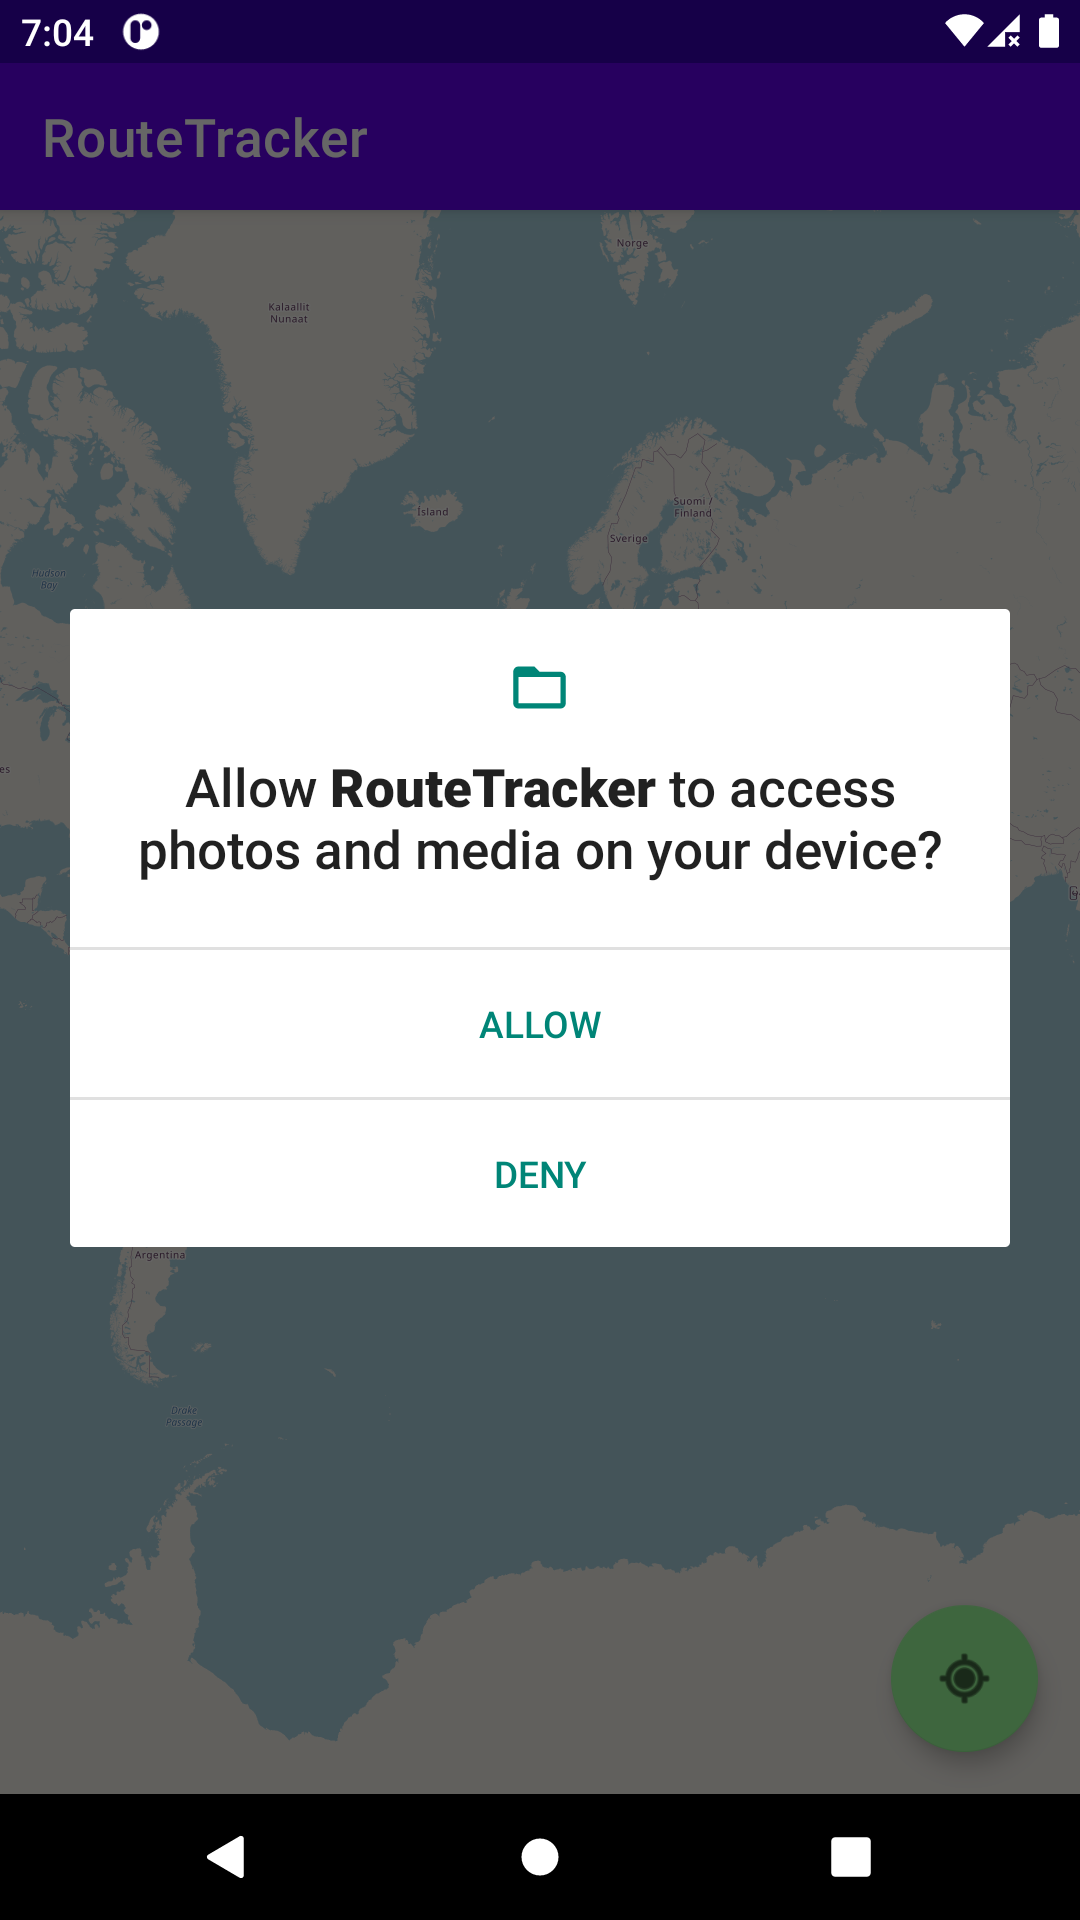 7:04
RouteTracker
Norge
Kalaallit
Nunaat
Suomi /
Finland
Ísland
Sverige
Hudson
Bay
es
Allow RouteTracker to access
photos and media on your device?
ALLOW
DENY
Argentina
Drake
Passage